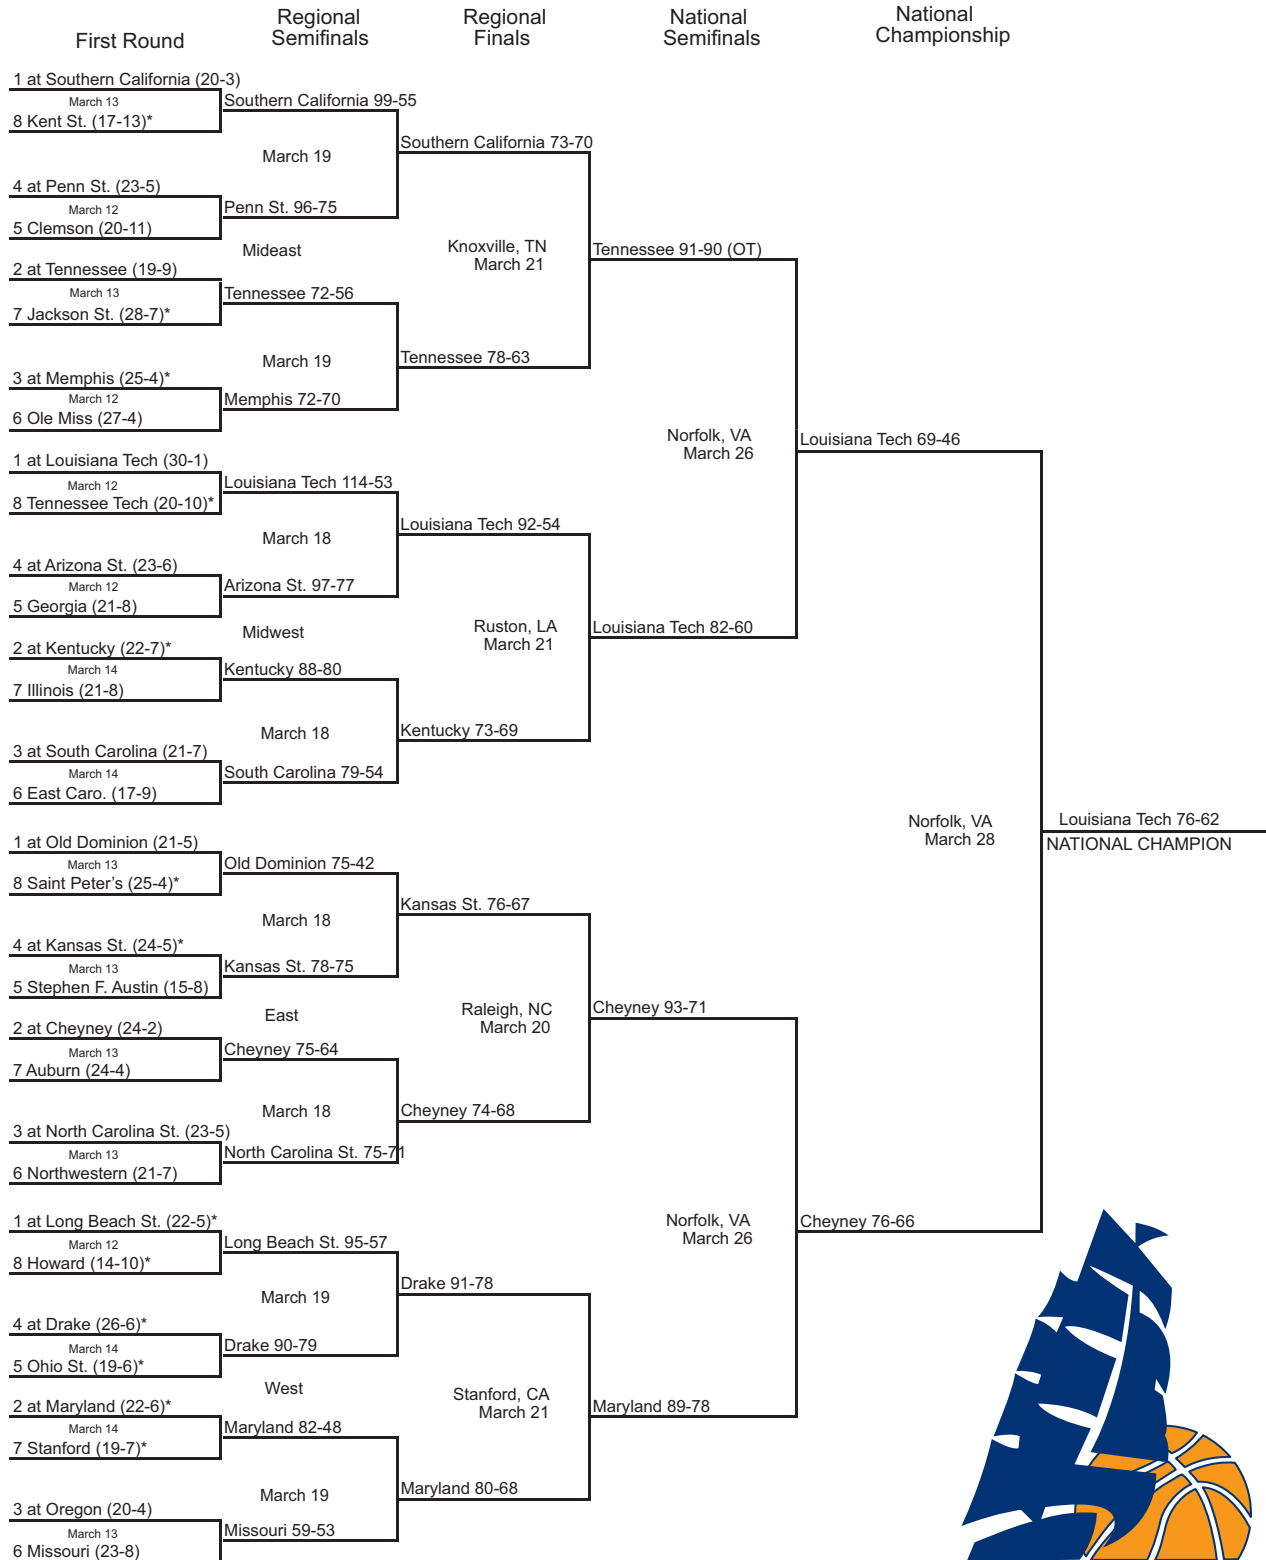 First Round
Regional
Semifinals
Regional
Finals
National
Semifinals
National
Championship
1 at Southern California (20-3)
March 13
8 Kent St. (17-13)*
Southern California 99-55
March 19
4 at Penn St. (23-5)
March 12
5 Clemson (20-11)
Penn St. 96-75
Southern California 73-70
Mideast
2 at Tennessee (19-9)
March 13
7 Jackson St. (28-7)*
Tennessee 72-56
March 19
3 at Memphis (25-4)*
March 12
6 Ole Miss (27-4)
Memphis 72-70
Tennessee 78-63
Knoxville, TN
March 21
Tennessee 91-90 (OT)
1 at Louisiana Tech (30-1)
March 12
8 Tennessee Tech (20-10)*
Louisiana Tech 114-53
March 18
4 at Arizona St. (23-6)
March 12
5 Georgia (21-8)
Arizona St. 97-77
Louisiana Tech 92-54
Midwest
2 at Kentucky (22-7)*
March 14
7 Illinois (21-8)
Kentucky 88-80
March 18
3 at South Carolina (21-7)
March 14
6 East Caro. (17-9)
South Carolina 79-54
Kentucky 73-69
Ruston, LA
March 21
Louisiana Tech 82-60
Norfolk, VA
March 26
Louisiana Tech 69-46
1 at Old Dominion (21-5)
March 13
8 Saint Peter's (25-4)*
Old Dominion 75-42
March 18
4 at Kansas St. (24-5)*
March 13
5 Stephen F. Austin (15-8)
Kansas St. 78-75
Kansas St. 76-67
East
2 at Cheyney (24-2)
March 13
7 Auburn (24-4)
Cheyney 75-64
March 18
3 at North Carolina St. (23-5)
March 13
6 Northwestern (21-7)
North Carolina St. 75-71
Cheyney 74-68
Raleigh, NC
March 20
Cheyney 93-71
1 at Long Beach St. (22-5)*
March 12
8 Howard (14-10)*
Long Beach St. 95-57
March 19
4 at Drake (26-6)*
March 14
5 Ohio St. (19-6)*
Drake 90-79
Drake 91-78
West
2 at Maryland (22-6)*
March 14
7 Stanford (19-7)*
Maryland 82-48
March 19
3 at Oregon (20-4)
March 13
6 Missouri (23-8)
Missouri 59-53
Maryland 80-68
Stanford, CA
March 21
Maryland 89-78
Norfolk, VA
March 26
Cheyney 76-66
Norfolk, VA
March 28
Louisiana Tech 76-62
NATIONAL CHAMPION